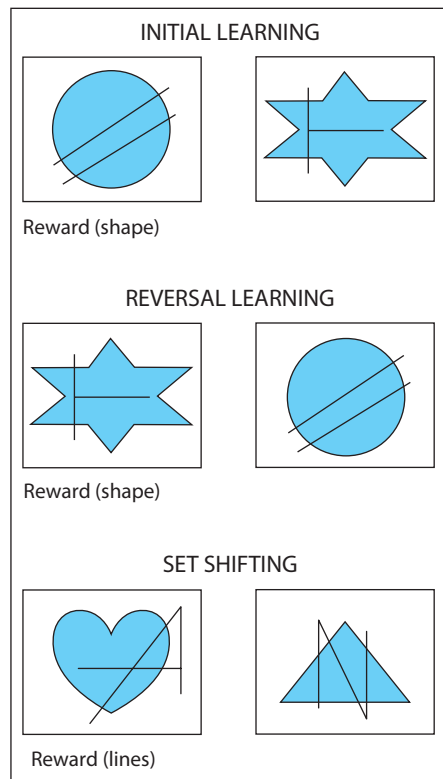 INITIAL LEARNING
Reward (shape)
REVERSAL LEARNING
Reward (shape)
SET SHIFTING
Reward (lines)